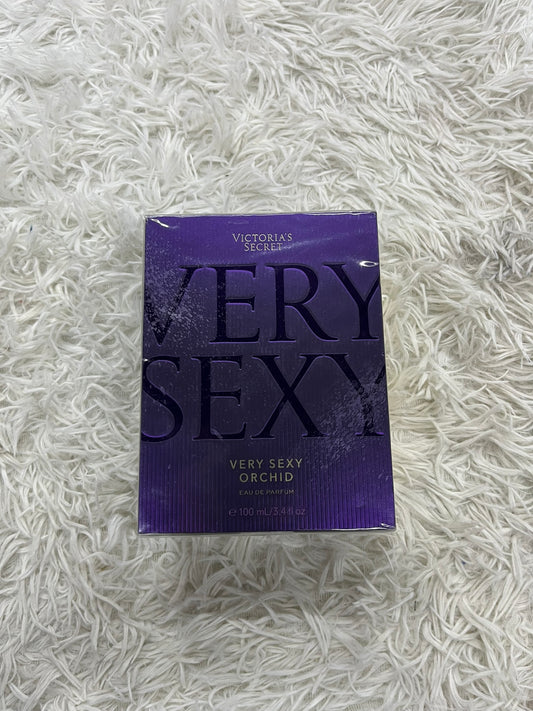 VICTORIA'S
SECRET
VERY
SEXY
VERY SEXY
ORCHID
EAU DE PARFUM
℮ 100 mL/3.4 fl oz